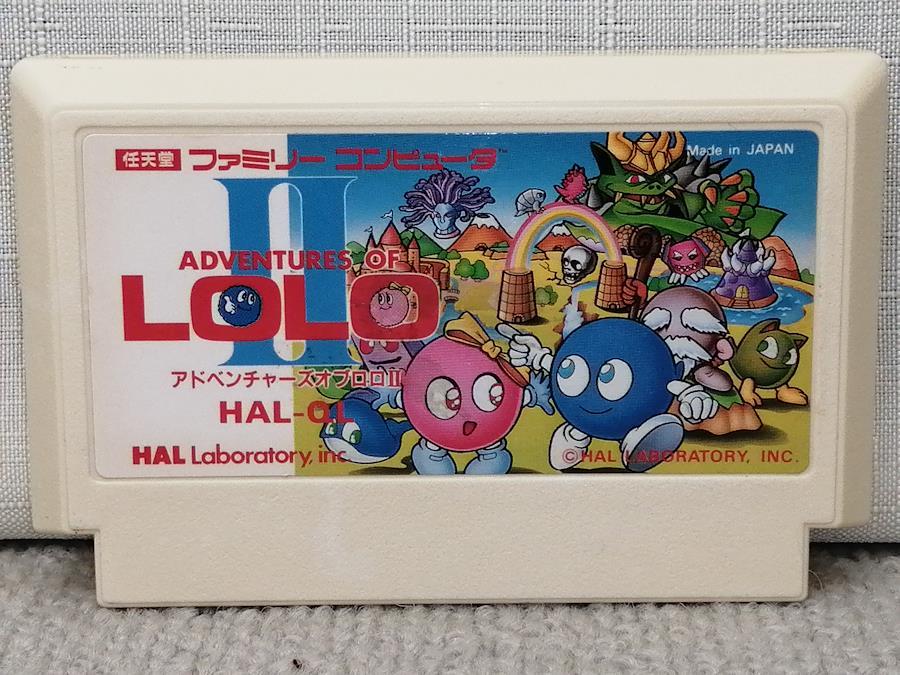 任天堂 ファミリー コンピュータ™
Made in JAPAN
II
ADVENTURES OF
LOLO
アドベンチャーズオブロロII
HAL-OL
HAL Laboratory, inc.
©HAL LABORATORY, INC.